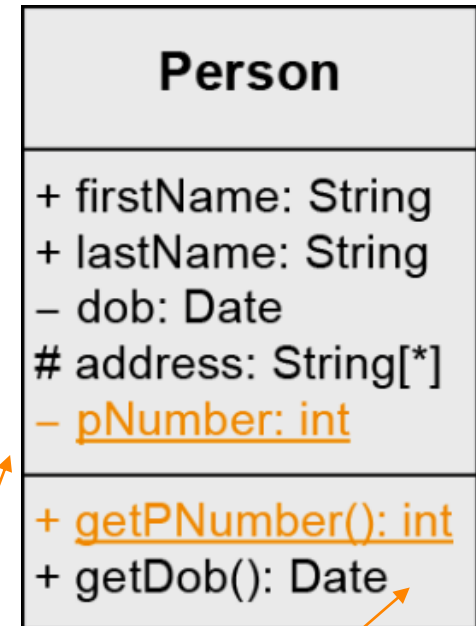 Person
+ firstName: String
+ lastName: String
– dob: Date
# address: String[*]
– pNumber: int
+ getPNumber(): int
+ getDob(): Date